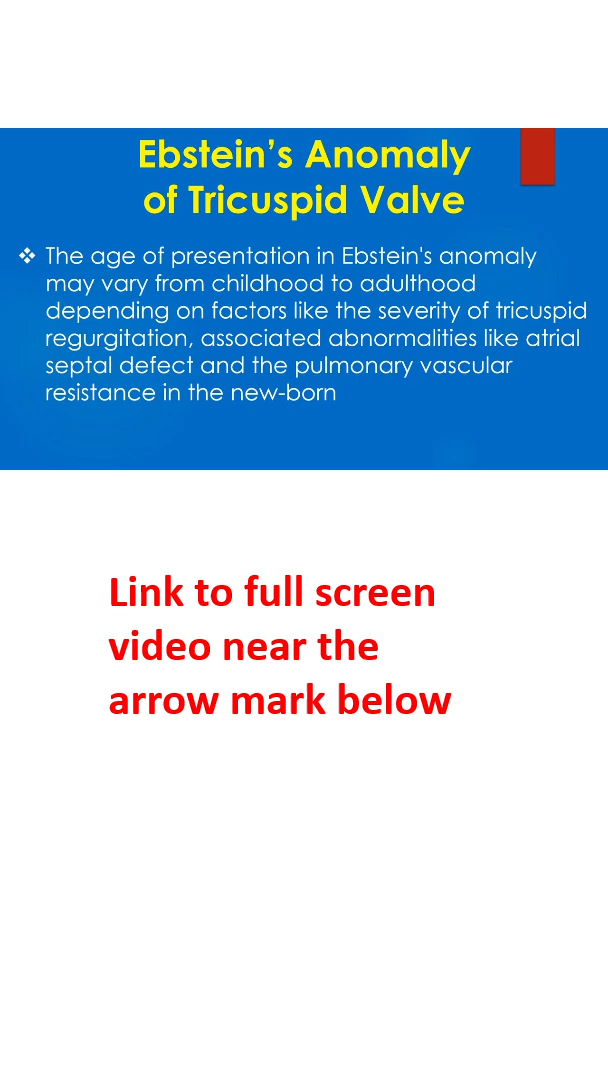 Ebstein’s Anomaly
of Tricuspid Valve
❖ The age of presentation in Ebstein's anomaly
may vary from childhood to adulthood
depending on factors like the severity of tricuspid
regurgitation, associated abnormalities like atrial
septal defect and the pulmonary vascular
resistance in the new-born
Link to full screen
video near the
arrow mark below